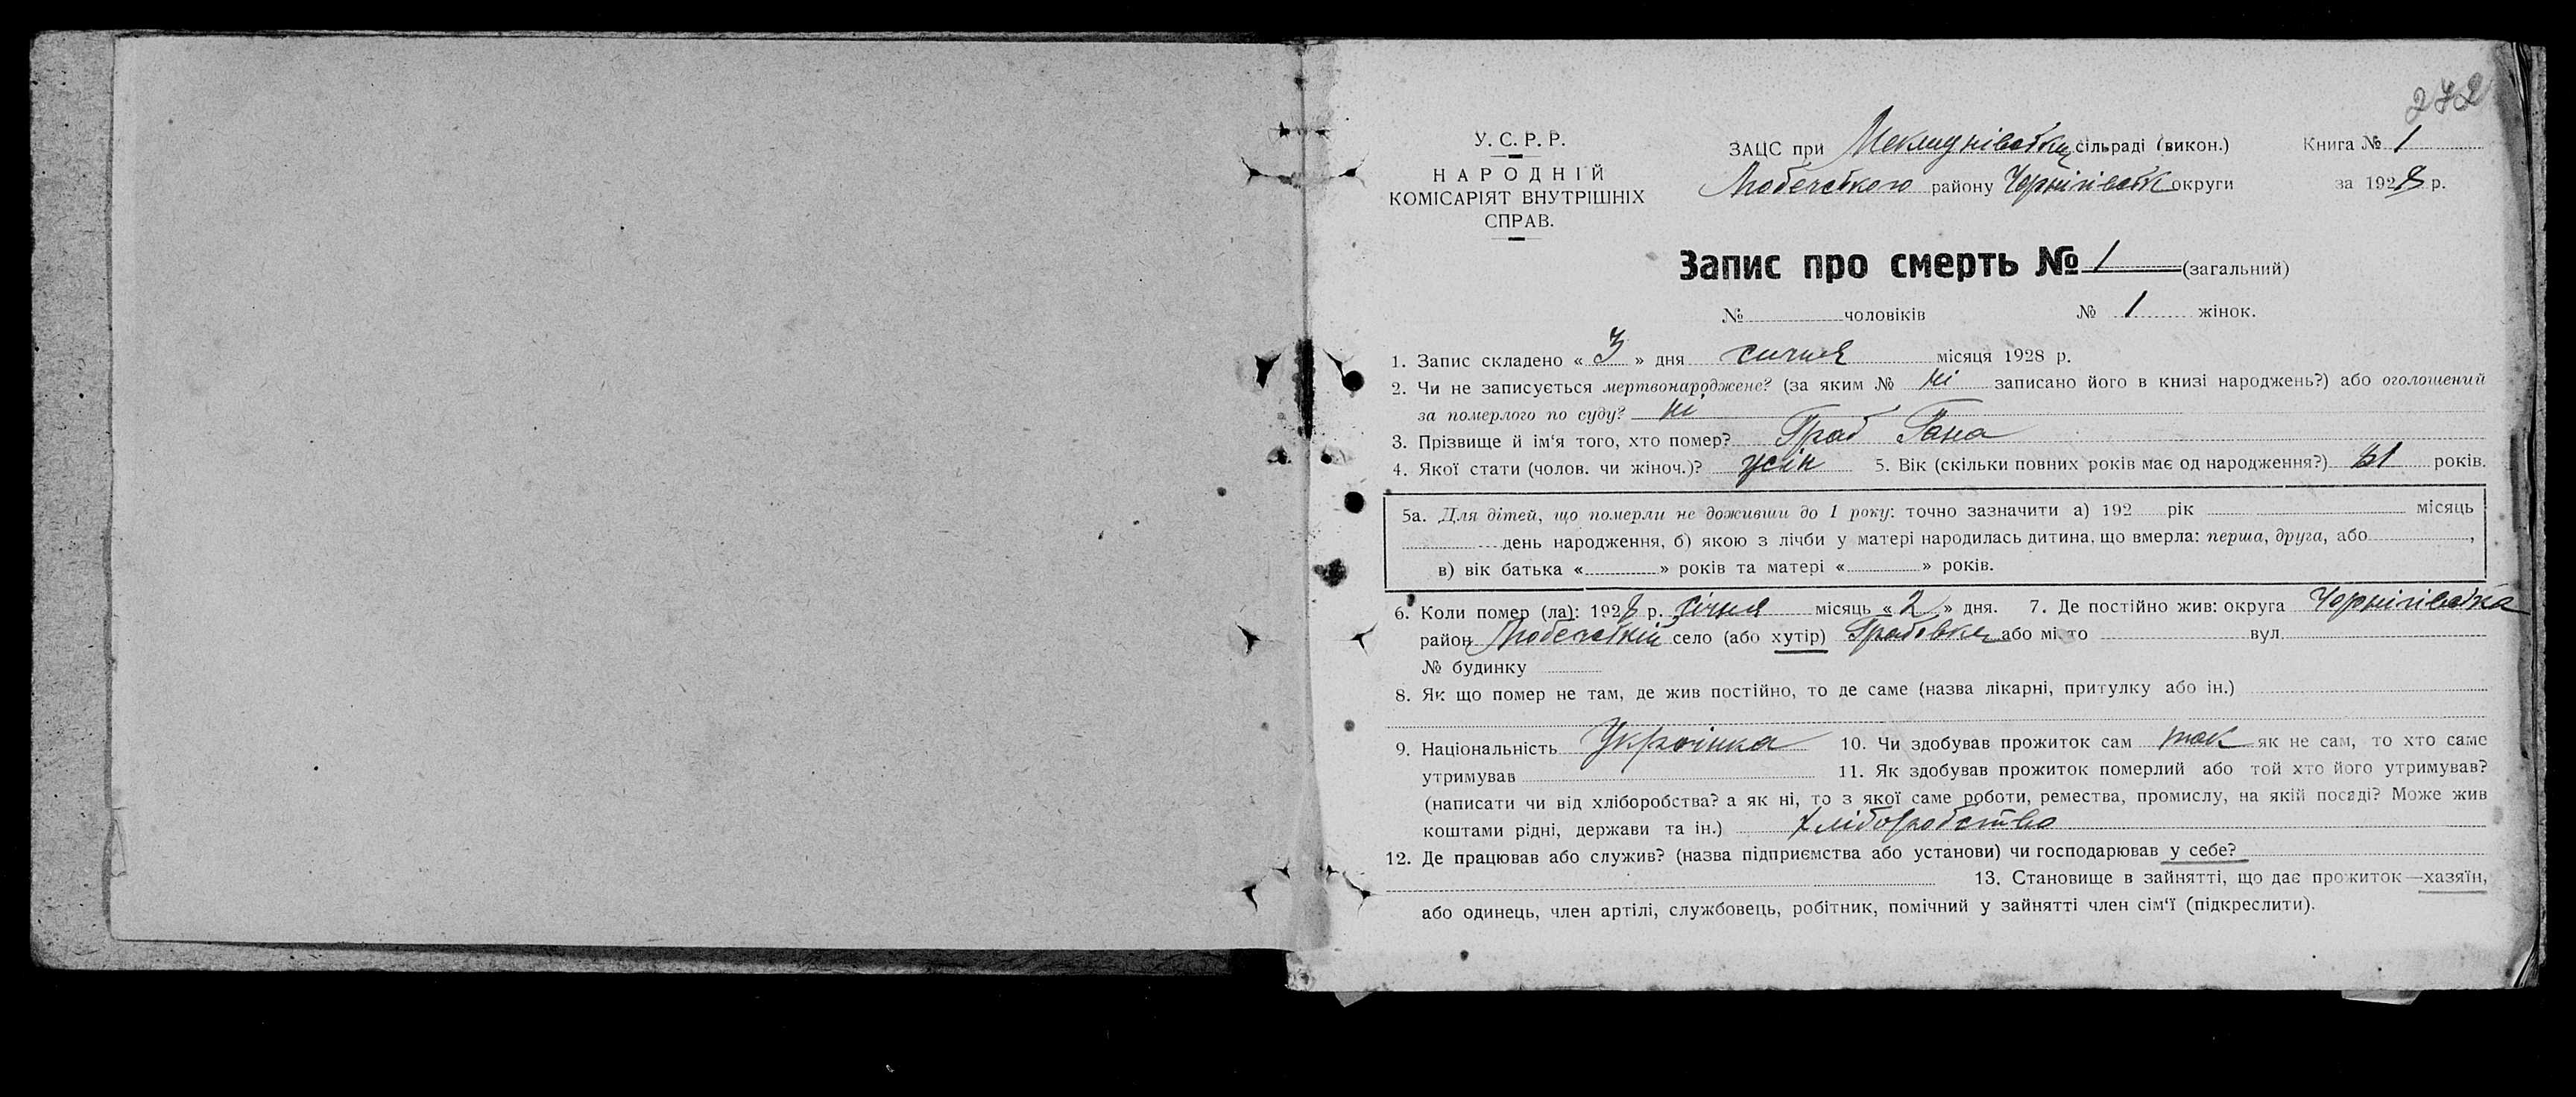 272
У. С. Р. Р.
НАРОДНІЙ
КОМІСАРІЯТ ВНУТРІШНІХ
СПРАВ.
ЗАЦС при сільраді (викон.) Книга № 1
Любечського району Чернігівськ округи за 1928 р.
Запис про смерть № 1 (загальний)
№ чоловіків № 1 жінок.
1. Запис складено « 3 » дня сичня місяця 1928 р.
2. Чи не записується мертвонароджене? (за яким № ні записано його в книзі народжень?) або оголошений
за померлого по суду? ні
3. Прізвище й ім‘я того, хто помер? Граб Гана
4. Якої стати (чолов. чи жіноч.)? жін 5. Вік (скільки повних років має од народження?) років.
5а. Для дітей, що померли не доживши до 1 року: точно зазначити а) 192 рік місяць
день народження, б) якою з лічби у матері народилась дитина, що вмерла: перша, друга, або ,
в) вік батька « » років та матері « » років.
6. Коли помер (ла): 1928 р. січня місяць « 2 » дня. 7. Де постійно жив: округа Чернігівська
район Любечський село (або хутір) Грабовка або місто вул
№ будинку
8. Як що помер не там, де жив постійно, то де саме (назва лікарні, притулку або ін.)
9. Національність Українка 10. Чи здобував прожиток сам так як не сам, то хто саме
утримував 11. Як здобував прожиток померлий або той хто його утримував?
(написати чи від хліборобства? а як ні, то з якої саме роботи, ремества, промислу, на якій посаді? Може жив
коштами рідні, держави та ін.) хліборобство
12. Де працював або служив? (назва підприємства або установи) чи господарював у себе?
13. Становище в зайнятті, що дає прожиток—хазяїн,
або одинець, член артілі, службовець, робітник, помічний у зайнятті член сім‘ї (підкреслити).